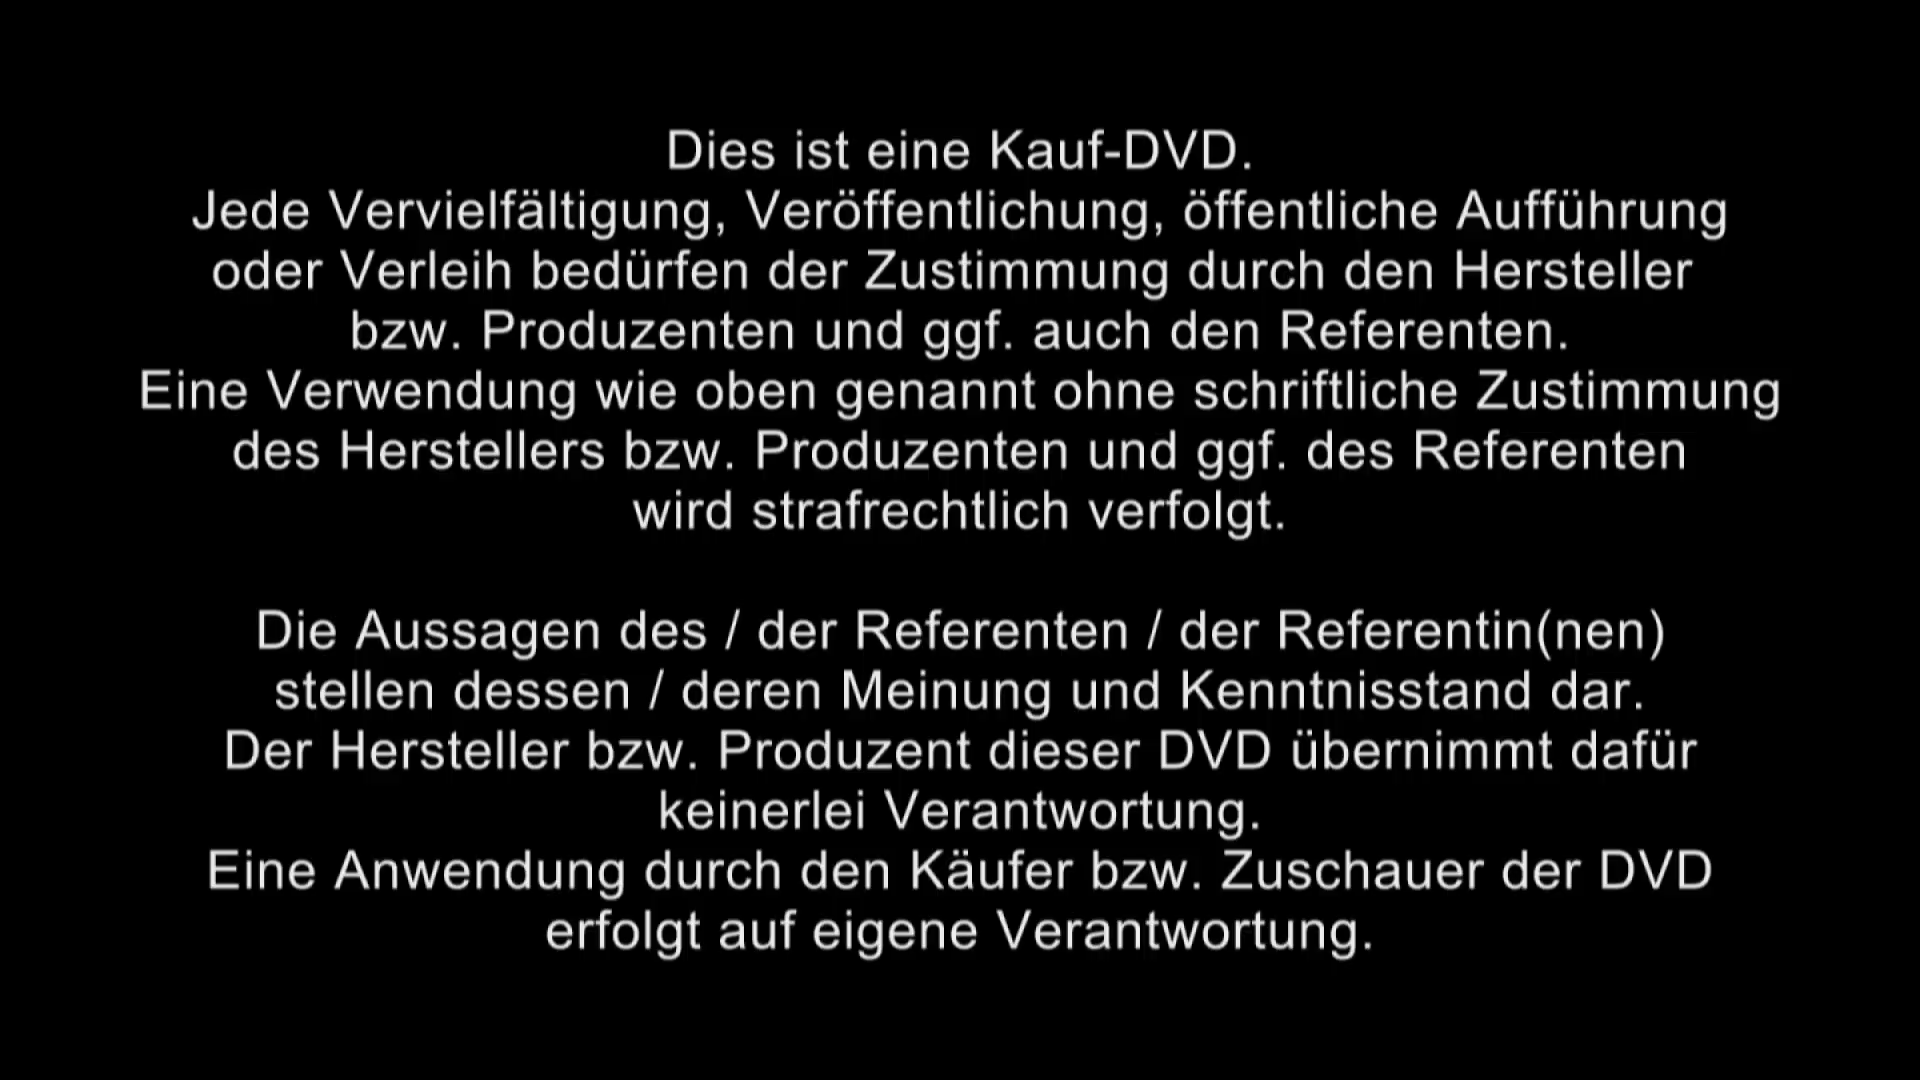 Dies ist eine Kauf-DVD.
Jede Vervielfältigung, Veröffentlichung, öffentliche Aufführung
oder Verleih bedürfen der Zustimmung durch den Hersteller
bzw. Produzenten und ggf. auch den Referenten.
Eine Verwendung wie oben genannt ohne schriftliche Zustimmung
des Herstellers bzw. Produzenten und ggf. des Referenten
wird strafrechtlich verfolgt.
Die Aussagen des / der Referenten / der Referentin(nen)
stellen dessen / deren Meinung und Kenntnisstand dar.
Der Hersteller bzw. Produzent dieser DVD übernimmt dafür
keinerlei Verantwortung.
Eine Anwendung durch den Käufer bzw. Zuschauer der DVD
erfolgt auf eigene Verantwortung.